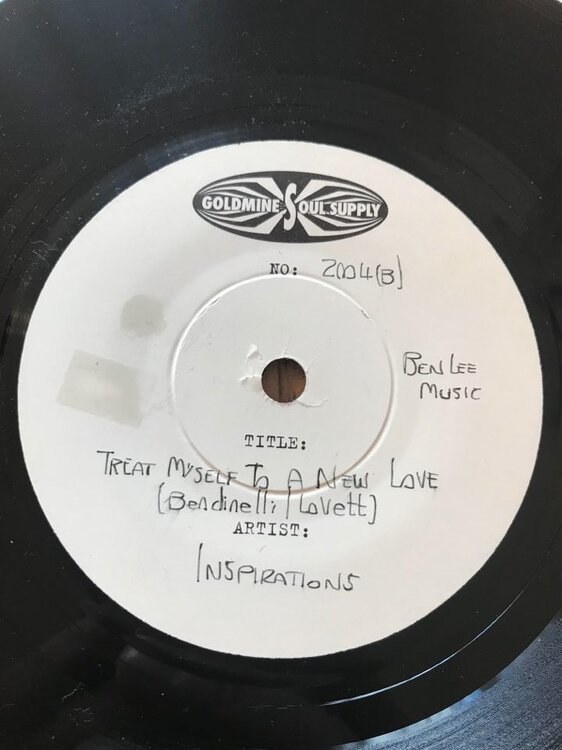 GOLDMINE SOUL SUPPLY
NO: 2004(B)
BEN LEE
MUSIC
TITLE:
TREAT MYSELF TO A NEW LOVE
(Bendinelli / Lovett)
ARTIST:
INSPIRATIONS